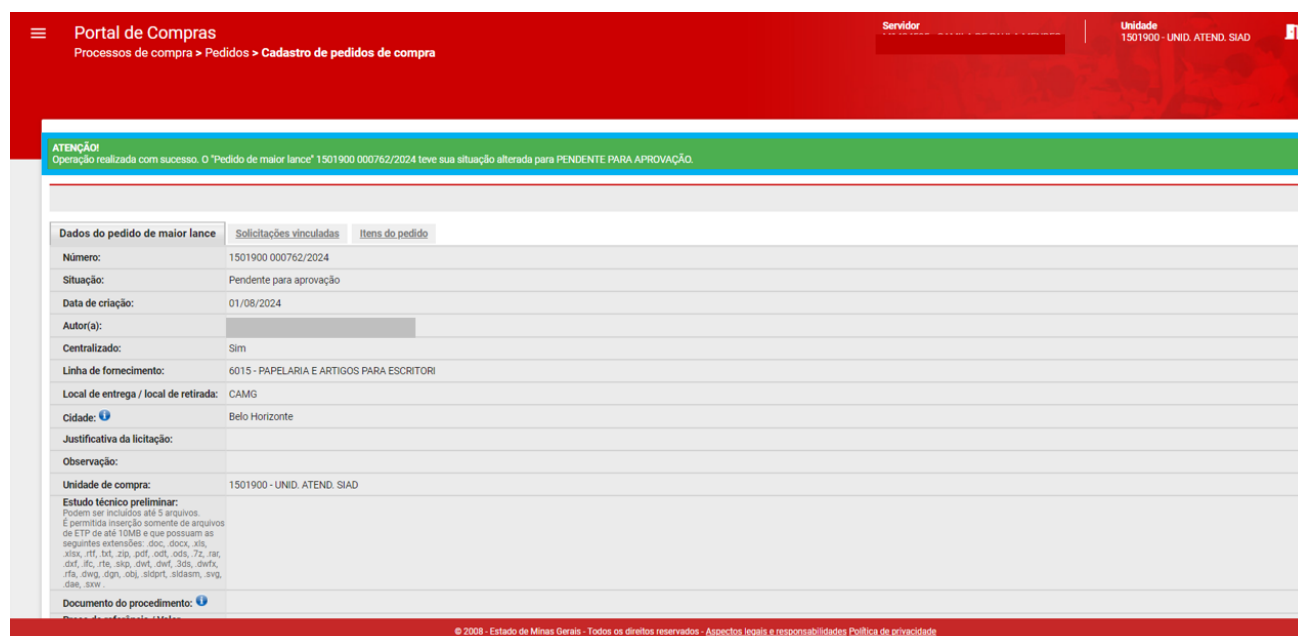 Portal de Compras
Processos de compra > Pedidos > Cadastro de pedidos de compra
Servidor
Unidade
1501900 - UNID. ATEND. SIAD
ATENÇÃO!
Operação realizada com sucesso. O "Pedido de maior lance" 1501900 000762/2024 teve sua situação alterada para PENDENTE PARA APROVAÇÃO.
Dados do pedido de maior lance Solicitações vinculadas Itens do pedido
Número: 1501900 000762/2024
Situação: Pendente para aprovação
Data de criação: 01/08/2024
Autor(a):
Centralizado: Sim
Linha de fornecimento: 6015 - PAPELARIA E ARTIGOS PARA ESCRITORI
Local de entrega / local de retirada: CAMG
Cidade: Belo Horizonte
Justificativa da licitação:
Observação:
Unidade de compra: 1501900 - UNID. ATEND. SIAD
Estudo técnico preliminar:
Podem ser incluídos até 5 arquivos.
É permitida inserção somente de arquivos
de ETP de até 10MB e que possuam as
seguintes extensões: .doc, .docx, .xls,
.xlsx, .rtf, .txt, .zip, .pdf, .odt, .ods, .7z, .rar,
.dxf, .ifc, .rte, .skp, .dwt, .dwf, .3ds, .dwfx,
.rfa, .dwg, .dgn, .obj, .sldprt, .sldasm, .svg,
.dae, .sxw .
Documento do procedimento:
© 2008 - Estado de Minas Gerais - Todos os direitos reservados - Aspectos legais e responsabilidades Política de privacidade